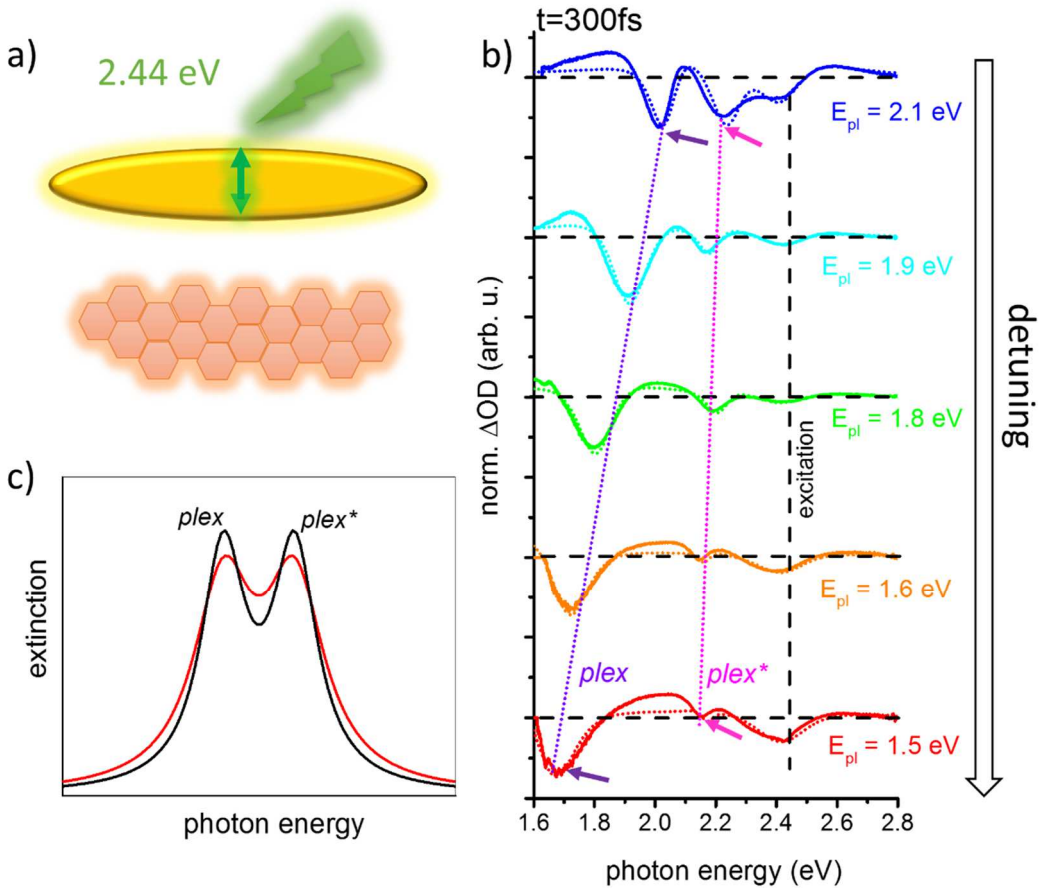 a)
2.44 eV
b)
t=300fs
E_pl = 2.1 eV
E_pl = 1.9 eV
E_pl = 1.8 eV
excitation
E_pl = 1.6 eV
plex
plex*
E_pl = 1.5 eV
norm. ΔOD (arb. u.)
1.6 1.8 2.0 2.2 2.4 2.6 2.8
photon energy (eV)
detuning
c)
plex
plex*
extinction
photon energy